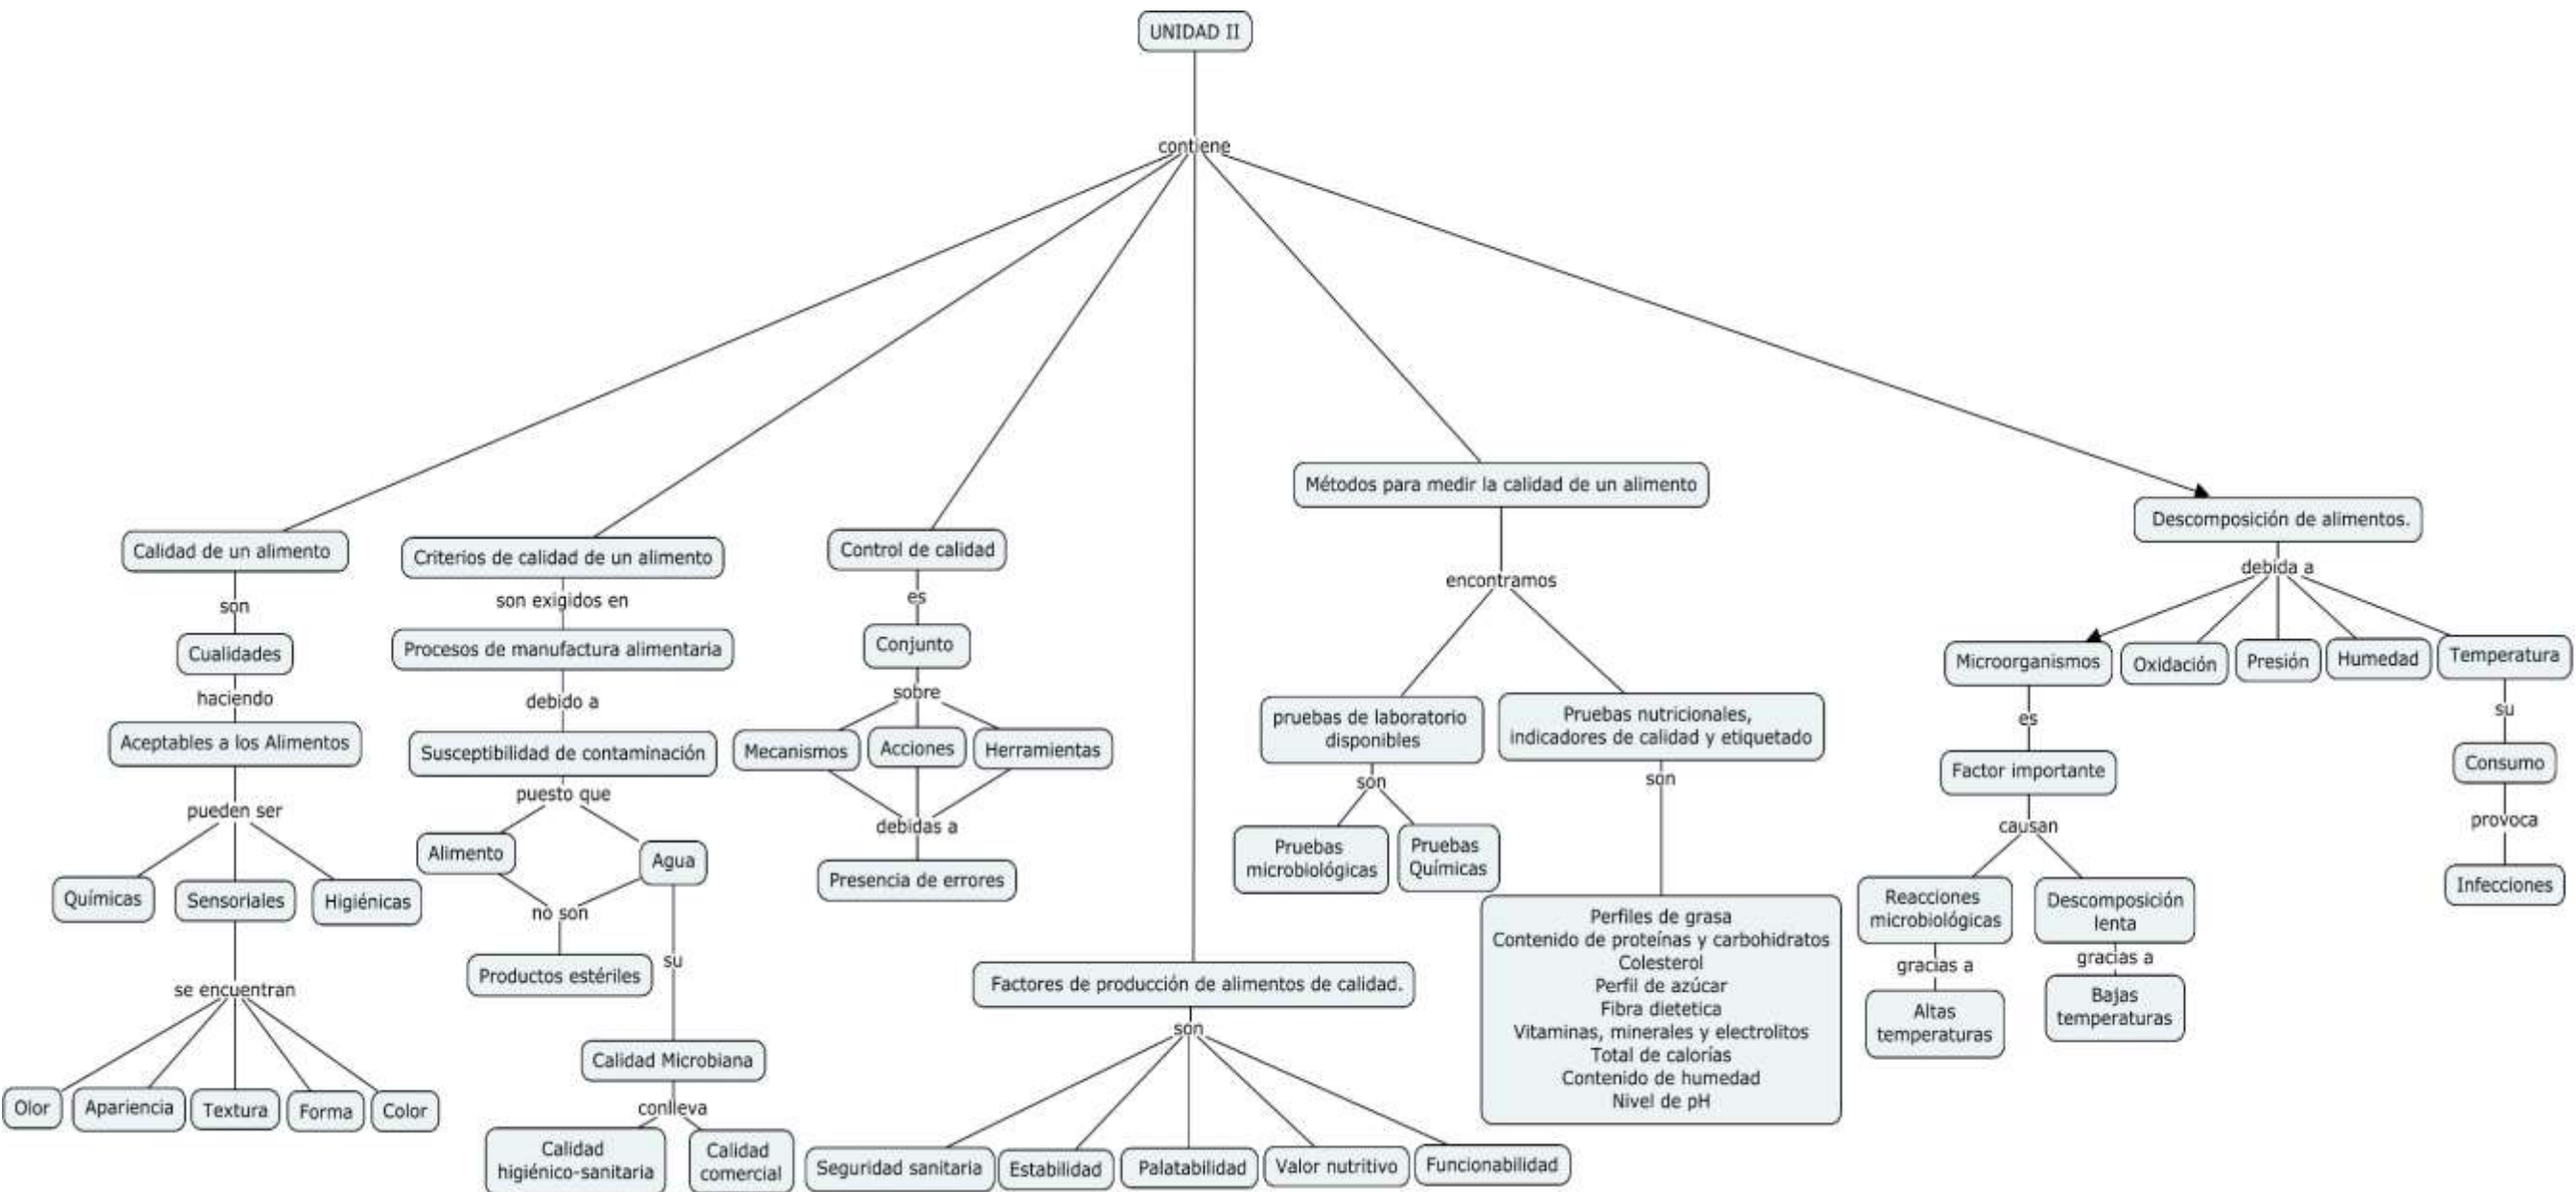 UNIDAD II
contiene
Calidad de un alimento
son
Cualidades
haciendo
Aceptables a los Alimentos
pueden ser
Químicas
Sensoriales
Higiénicas
se encuentran
Olor
Apariencia
Textura
Forma
Color
Criterios de calidad de un alimento
son exigidos en
Procesos de manufactura alimentaria
debido a
Susceptibilidad de contaminación
puesto que
Alimento
Agua
no son
Productos estériles
su
Calidad Microbiana
conlleva
Calidad
higiénico-sanitaria
Calidad
comercial
Control de calidad
es
Conjunto
sobre
Mecanismos
Acciones
Herramientas
debidas a
Presencia de errores
Factores de producción de alimentos de calidad.
son
Seguridad sanitaria
Estabilidad
Palatabilidad
Valor nutritivo
Funcionabilidad
Métodos para medir la calidad de un alimento
encontramos
pruebas de laboratorio
disponibles
son
Pruebas
microbiológicas
Pruebas
Químicas
Pruebas nutricionales,
indicadores de calidad y etiquetado
son
Perfiles de grasa
Contenido de proteínas y carbohidratos
Colesterol
Perfil de azúcar
Fibra dietetica
Vitaminas, minerales y electrolitos
Total de calorías
Contenido de humedad
Nivel de pH
Descomposición de alimentos.
debida a
Microorganismos
Oxidación
Presión
Humedad
Temperatura
es
Factor importante
causan
Reacciones
microbiológicas
gracias a
Altas
temperaturas
Descomposición
lenta
gracias a
Bajas
temperaturas
su
Consumo
provoca
Infecciones